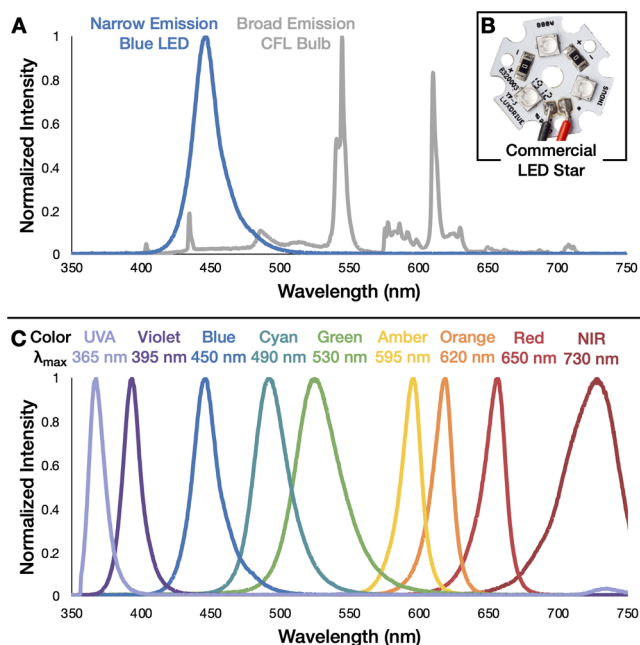 A
Narrow Emission
Blue LED
Broad Emission
CFL Bulb
Normalized Intensity
1
0.8
0.6
0.4
0.2
0
350 400 450 500 550 600 650 700 750
Wavelength (nm)
B
EX20003
1912
LUXDRIVE
Commercial
LED Star
C
Color UVA Violet Blue Cyan Green Amber Orange Red NIR
λmax 365 nm 395 nm 450 nm 490 nm 530 nm 595 nm 620 nm 650 nm 730 nm
Normalized Intensity
1
0.8
0.6
0.4
0.2
0
350 400 450 500 550 600 650 700 750
Wavelength (nm)